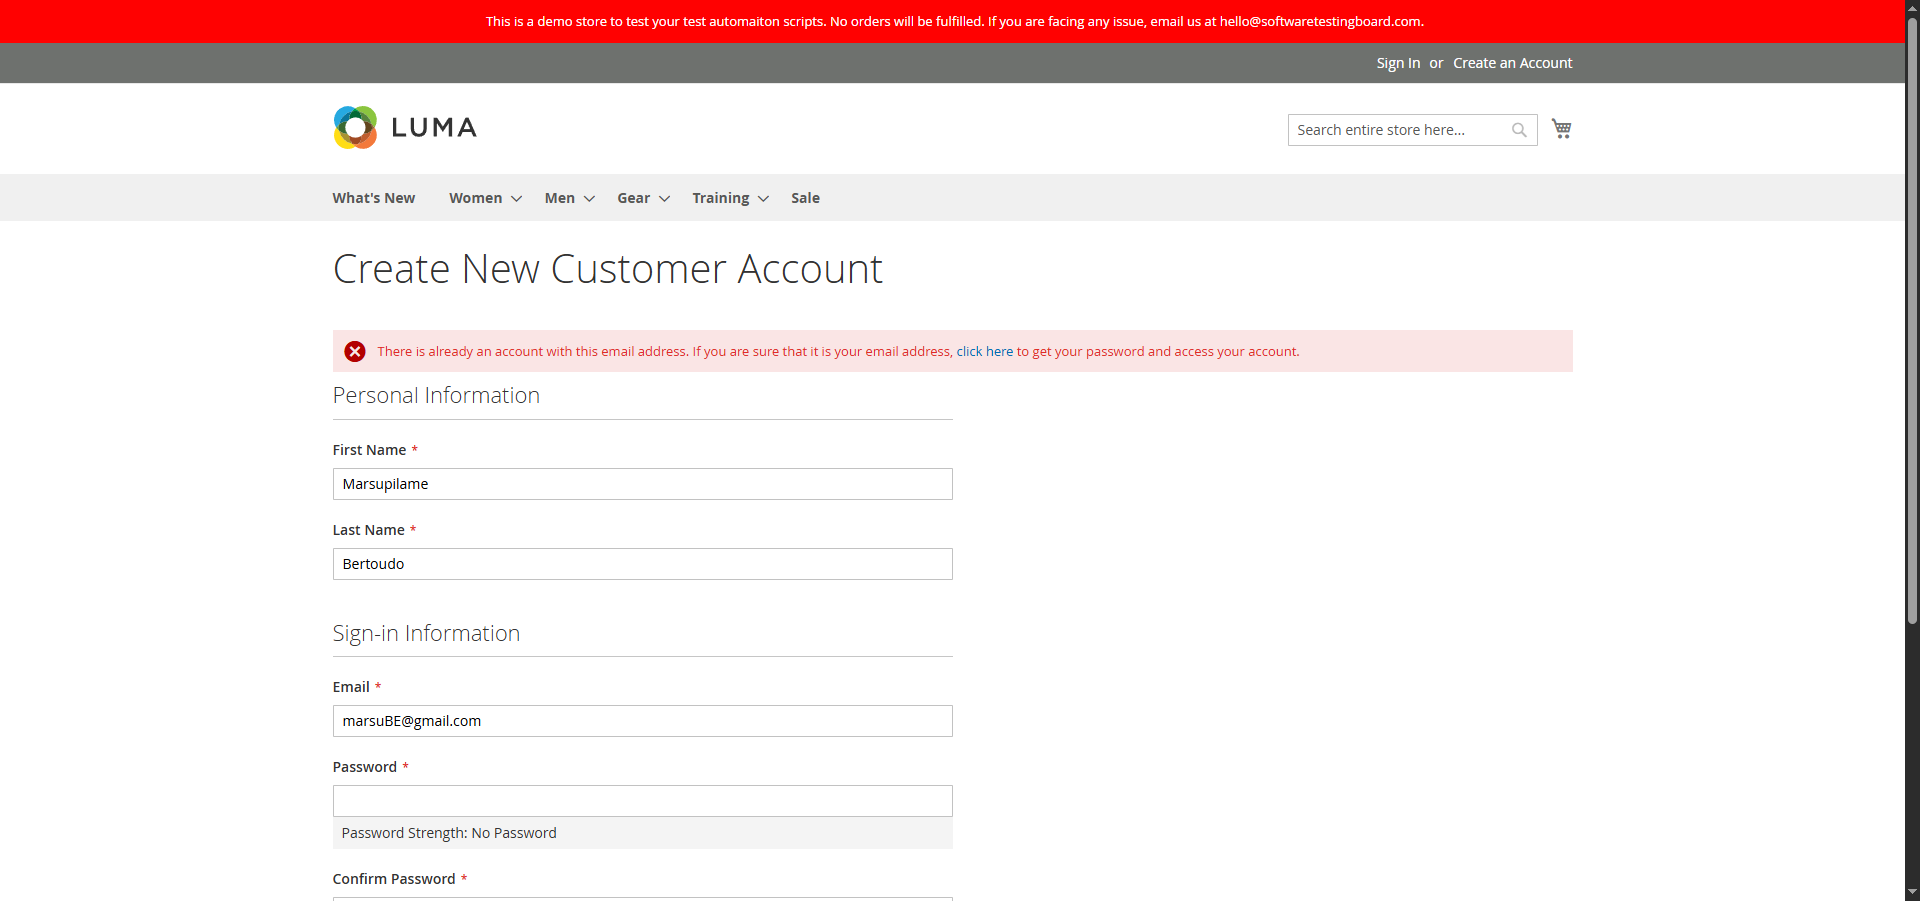 This is a demo store to test your test automaiton scripts. No orders will be fulfilled. If you are facing any issue, email us at hello@softwaretestingboard.com.
Sign In or Create an Account
LUMA
Search entire store here...
What's New Women Men Gear Training Sale
Create New Customer Account
There is already an account with this email address. If you are sure that it is your email address, click here to get your password and access your account.
Personal Information
First Name *
Marsupilame
Last Name *
Bertoudo
Sign-in Information
Email *
marsuBE@gmail.com
Password *
Password Strength: No Password
Confirm Password *